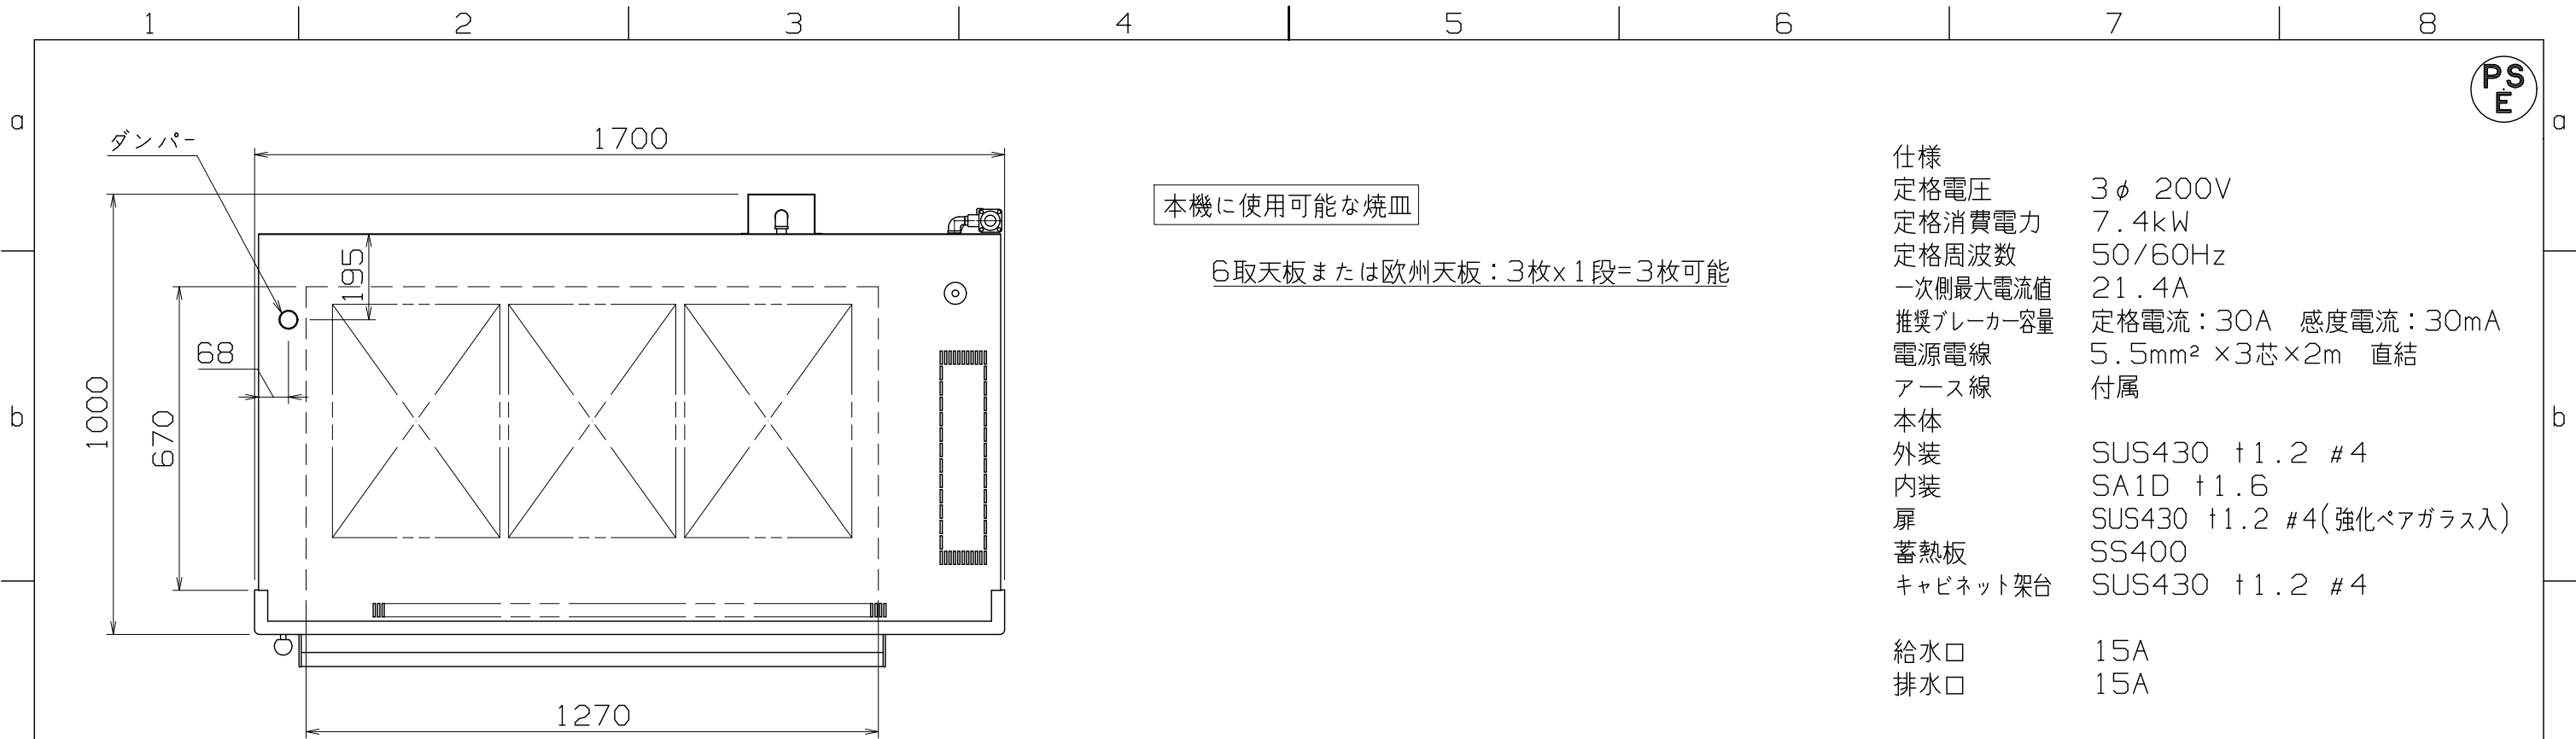 1 2 3 4 5 6 7 8
PS
E
a a
ダンパー
1700
195
68
1000
670
b b
1270
本機に使用可能な焼皿
6取天板または欧州天板：3枚x1段=3枚可能
仕様
定格電圧 3φ 200V
定格消費電力 7.4kW
定格周波数 50/60Hz
一次側最大電流値 21.4A
推奨ブレーカー容量 定格電流：30A 感度電流：30mA
電源電線 5.5mm² ×3芯×2m 直結
アース線 付属
本体
外装 SUS430 t1.2 #4
内装 SA1D t1.6
扉 SUS430 t1.2 #4(強化ペアガラス入)
蓄熱板 SS400
キャビネット架台 SUS430 t1.2 #4
給水口 15A
排水口 15A